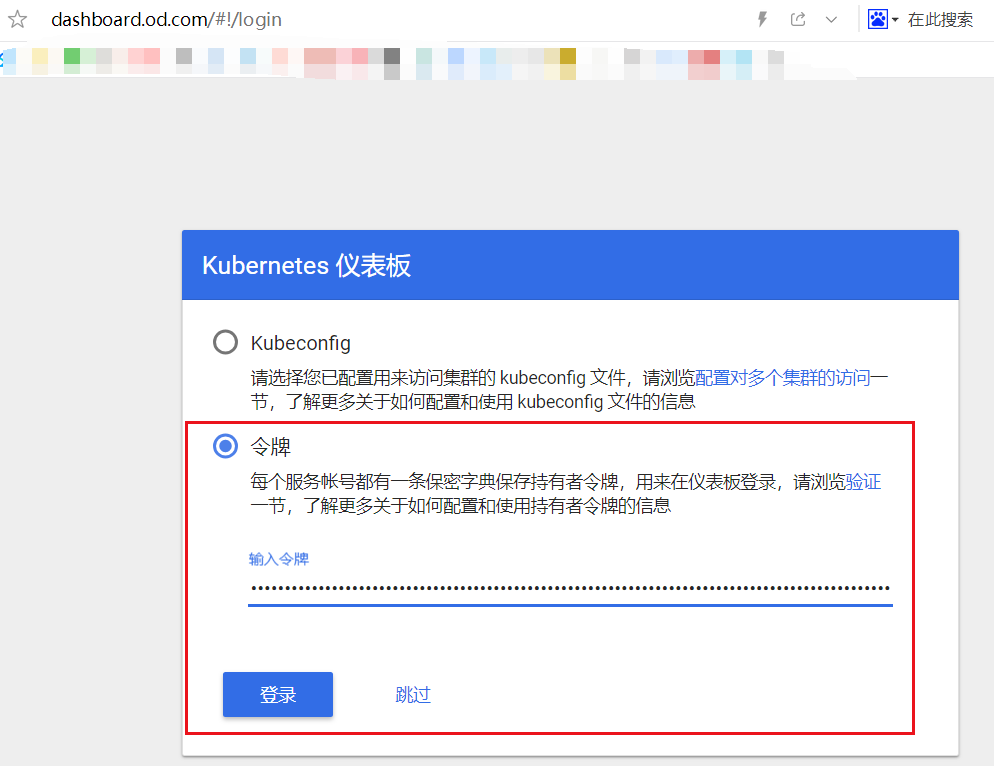 dashboard.od.com/#!/login
在此搜索
Kubernetes 仪表板
Kubeconfig
请选择您已配置用来访问集群的 kubeconfig 文件，请浏览配置对多个集群的访问一
节，了解更多关于如何配置和使用 kubeconfig 文件的信息
令牌
每个服务帐号都有一条保密字典保存持有者令牌，用来在仪表板登录，请浏览验证
一节，了解更多关于如何配置和使用持有者令牌的信息
输入令牌
登录
跳过